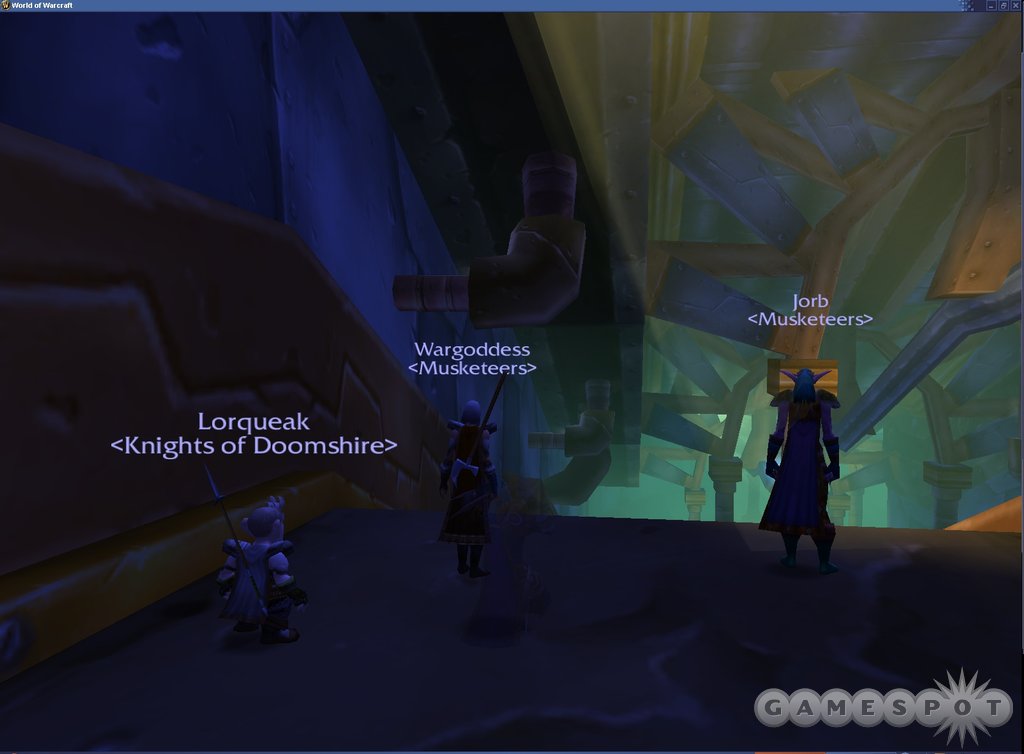 World of Warcraft
Jorb
<Musketeers>
Wargoddess
<Musketeers>
Lorqueak
<Knights of Doomshire>
GAMESPOT